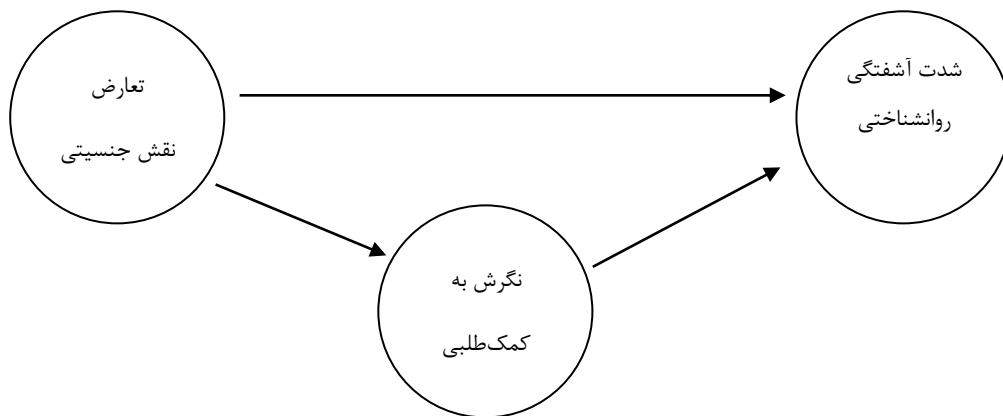 تعارض
نقش جنسیتی
شدت آشفتگی
روانشناختی
نگرش به
کمک‌طلبی